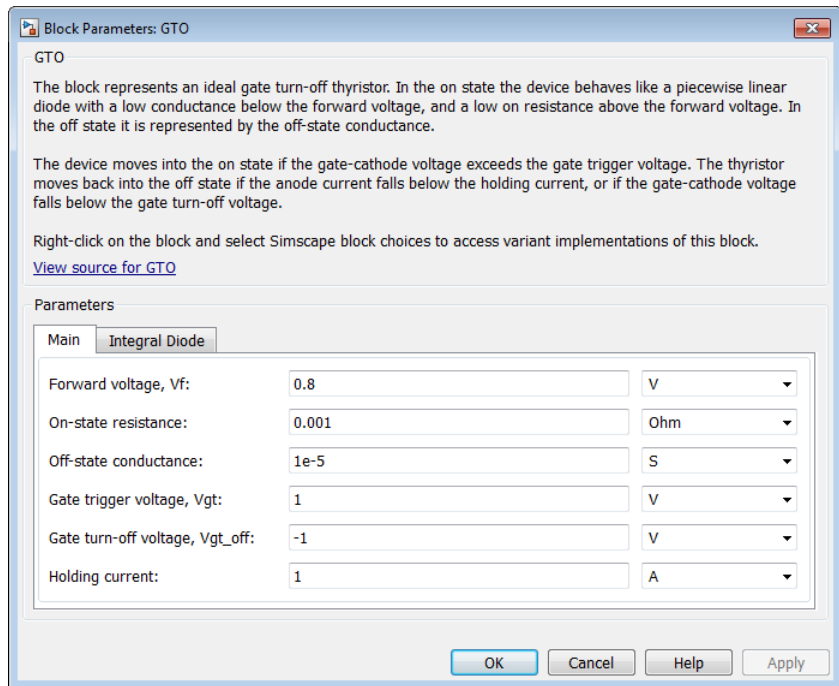 Block Parameters: GTO
GTO
The block represents an ideal gate turn-off thyristor. In the on state the device behaves like a piecewise linear
diode with a low conductance below the forward voltage, and a low on resistance above the forward voltage. In
the off state it is represented by the off-state conductance.
The device moves into the on state if the gate-cathode voltage exceeds the gate trigger voltage. The thyristor
moves back into the off state if the anode current falls below the holding current, or if the gate-cathode voltage
falls below the gate turn-off voltage.
Right-click on the block and select Simscape block choices to access variant implementations of this block.
View source for GTO
Parameters
Main Integral Diode
Forward voltage, Vf: 0.8 V
On-state resistance: 0.001 Ohm
Off-state conductance: 1e-5 S
Gate trigger voltage, Vgt: 1 V
Gate turn-off voltage, Vgt_off: -1 V
Holding current: 1 A
OK Cancel Help Apply